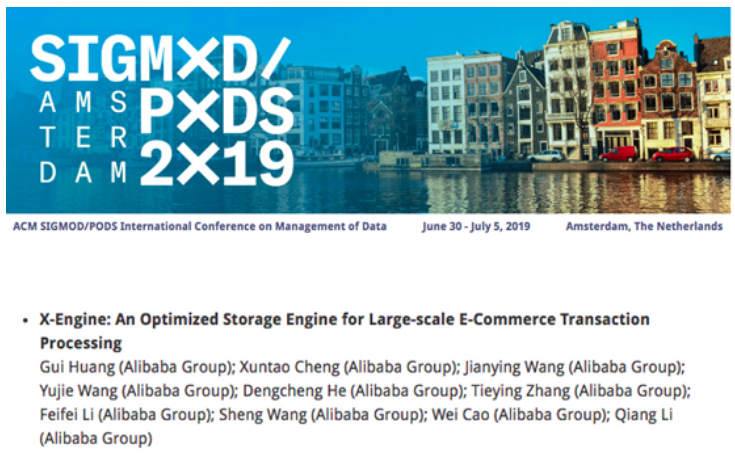 SIGMXD/
AMS
TER
DAM
PXDS
2X19
ACM SIGMOD/PODS International Conference on Management of Data June 30 - July 5, 2019 Amsterdam, The Netherlands
• X-Engine: An Optimized Storage Engine for Large-scale E-Commerce Transaction
Processing
Gui Huang (Alibaba Group); Xuntao Cheng (Alibaba Group); Jianying Wang (Alibaba Group);
Yujie Wang (Alibaba Group); Dengcheng He (Alibaba Group); Tieying Zhang (Alibaba Group);
Feifei Li (Alibaba Group); Sheng Wang (Alibaba Group); Wei Cao (Alibaba Group); Qiang Li
(Alibaba Group)